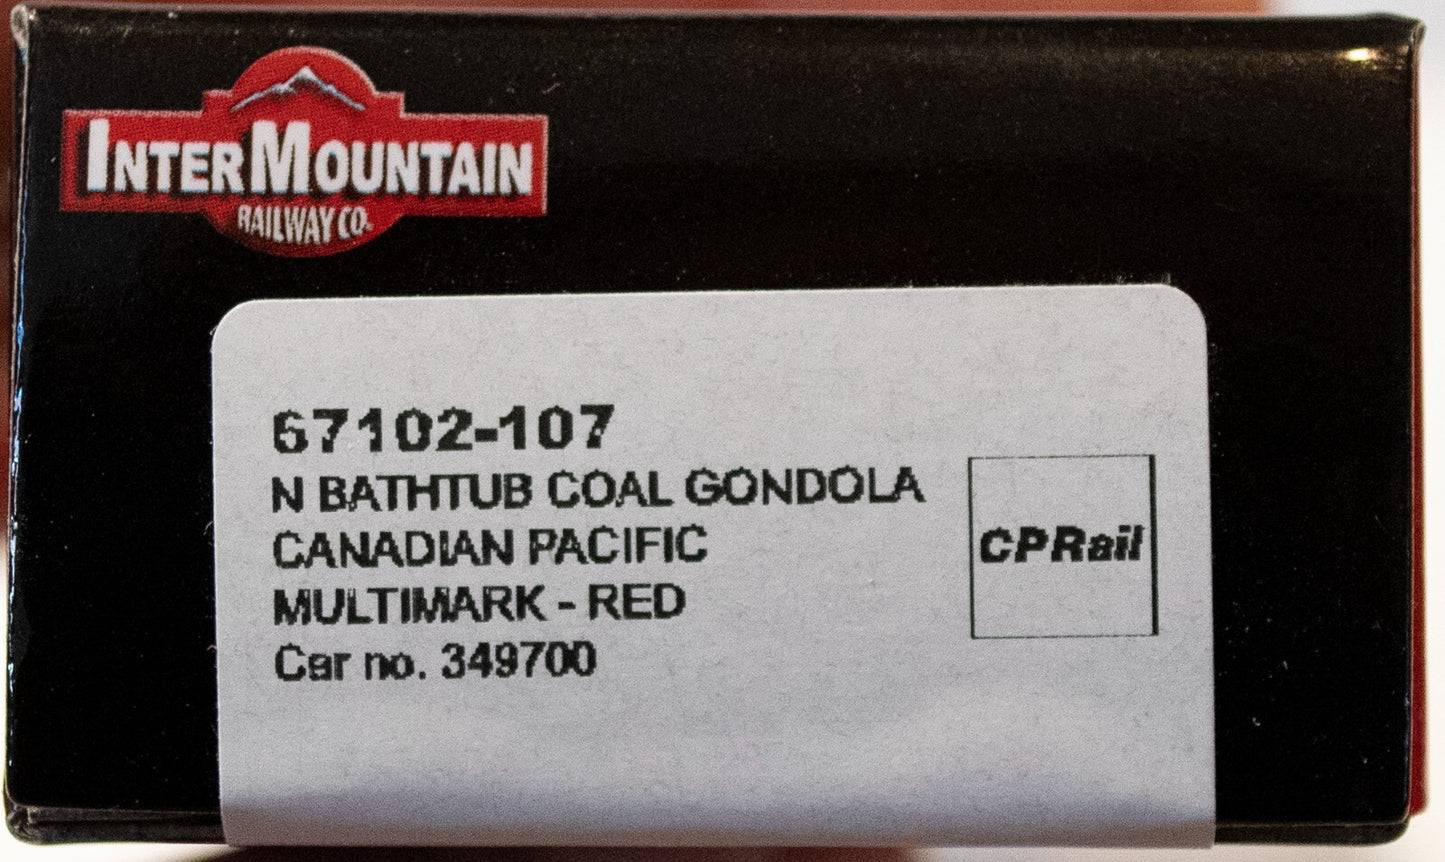 INTERMOUNTAIN
RAILWAY CO.
67102-107
N BATHTUB COAL GONDOLA
CANADIAN PACIFIC
MULTIMARK - RED
Car no. 349700
CPRail